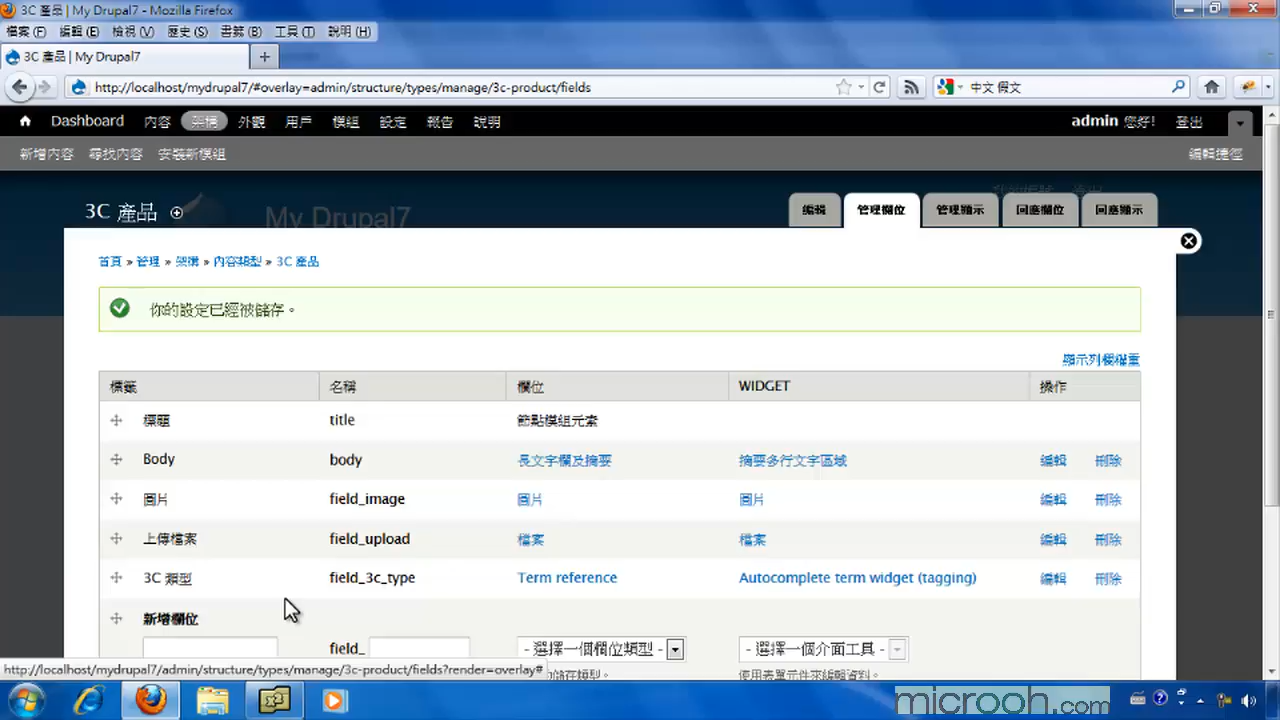 3C 產品 | My Drupal7 - Mozilla Firefox
檔案(F) 編輯(E) 檢視(V) 歷史(S) 書籤(B) 工具(T) 說明(H)
3C 產品 | My Drupal7
http://localhost/mydrupal7/#overlay=admin/structure/types/manage/3c-product/fields
中文 假文
Dashboard 內容 架構 外觀 用戶 模組 設定 報告 說明 admin 您好! 登出
新增內容 尋找內容 安裝新模組 編輯捷徑
My Drupal7
3C 產品 編輯 管理欄位 管理顯示 回應欄位 回應顯示
首頁 » 管理 » 架構 » 內容類型 » 3C 產品
你的設定已經被儲存。
顯示列欄權重
標籤 名稱 欄位 WIDGET 操作
標題 title 節點模組元素
Body body 長文字欄及摘要 摘要多行文字區域 編輯 刪除
圖片 field_image 圖片 圖片 編輯 刪除
上傳檔案 field_upload 檔案 檔案 編輯 刪除
3C 類型 field_3c_type Term reference Autocomplete term widget (tagging) 編輯 刪除
新增欄位
field_ - 選擇一個欄位類型 - - 選擇一個介面工具 -
使用表單元件來編輯資料。
http://localhost/mydrupal7/admin/structure/types/manage/3c-product/fields?render=overlay#
microoh.com